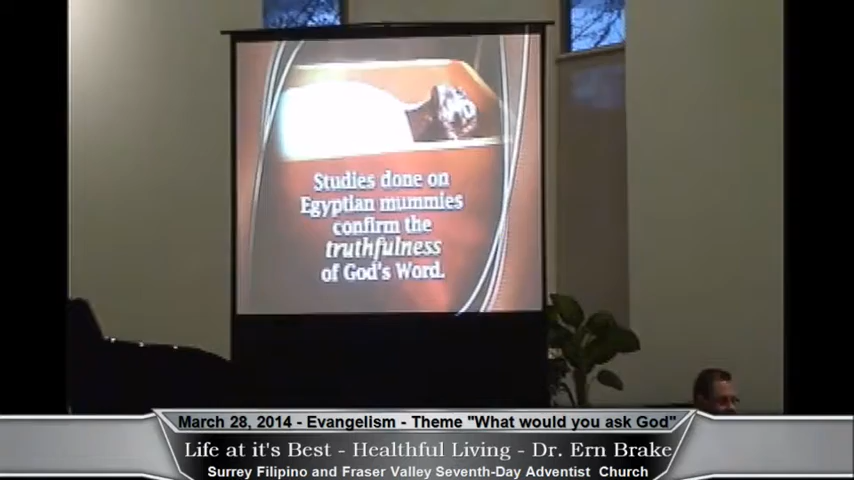 Studies done on
Egyptian mummies
confirm the
truthfulness
of God's Word.
March 28, 2014 - Evangelism - Theme "What would you ask God"
Life at it's Best - Healthful Living - Dr. Ern Brake
Surrey Filipino and Fraser Valley Seventh-Day Adventist Church